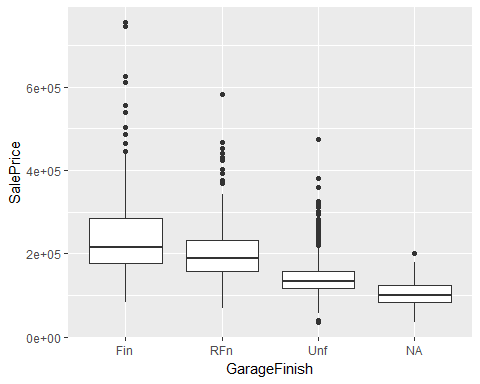 SalePrice
6e+05
4e+05
2e+05
0e+00
Fin
RFn
Unf
NA
GarageFinish